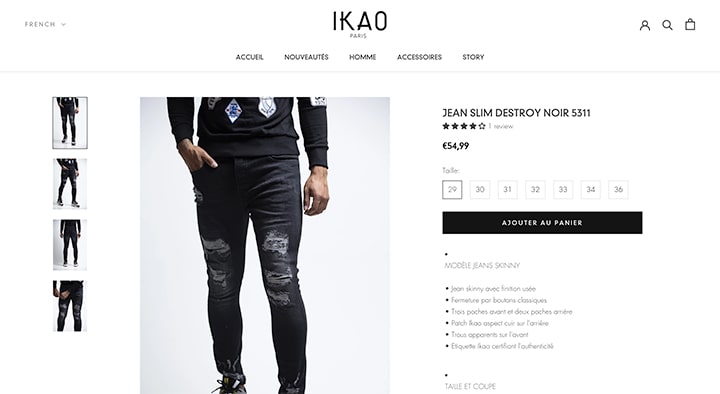 FRENCH
IKAO
PARIS
ACCUEIL NOUVEAUTÉS HOMME ACCESSOIRES STORY
JEAN SLIM DESTROY NOIR 5311
1 review
€54,99
Taille:
29 30 31 32 33 34 36
AJOUTER AU PANIER
•
MODÈLE JEANS SKINNY
• Jean skinny avec finition usée
• Fermeture par boutons classiques
• Trois poches avant et deux poches arrière
• Patch Ikao aspect cuir sur l'arrière
• Trous apparents sur l'avant
• Etiquette Ikao certifiant l'authenticité
•
TAILLE ET COUPE